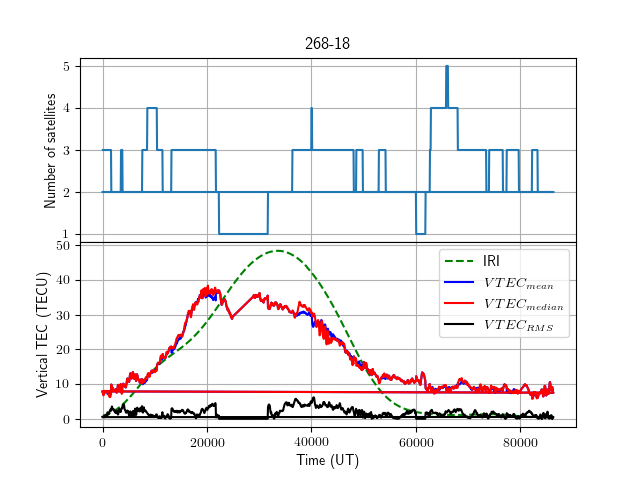 268-18
Number of satellites
5
4
3
2
1
Vertical TEC (TECU)
50
40
30
20
10
0
IRI
VTEC_mean
VTEC_median
VTEC_RMS
0 20000 40000 60000 80000
Time (UT)